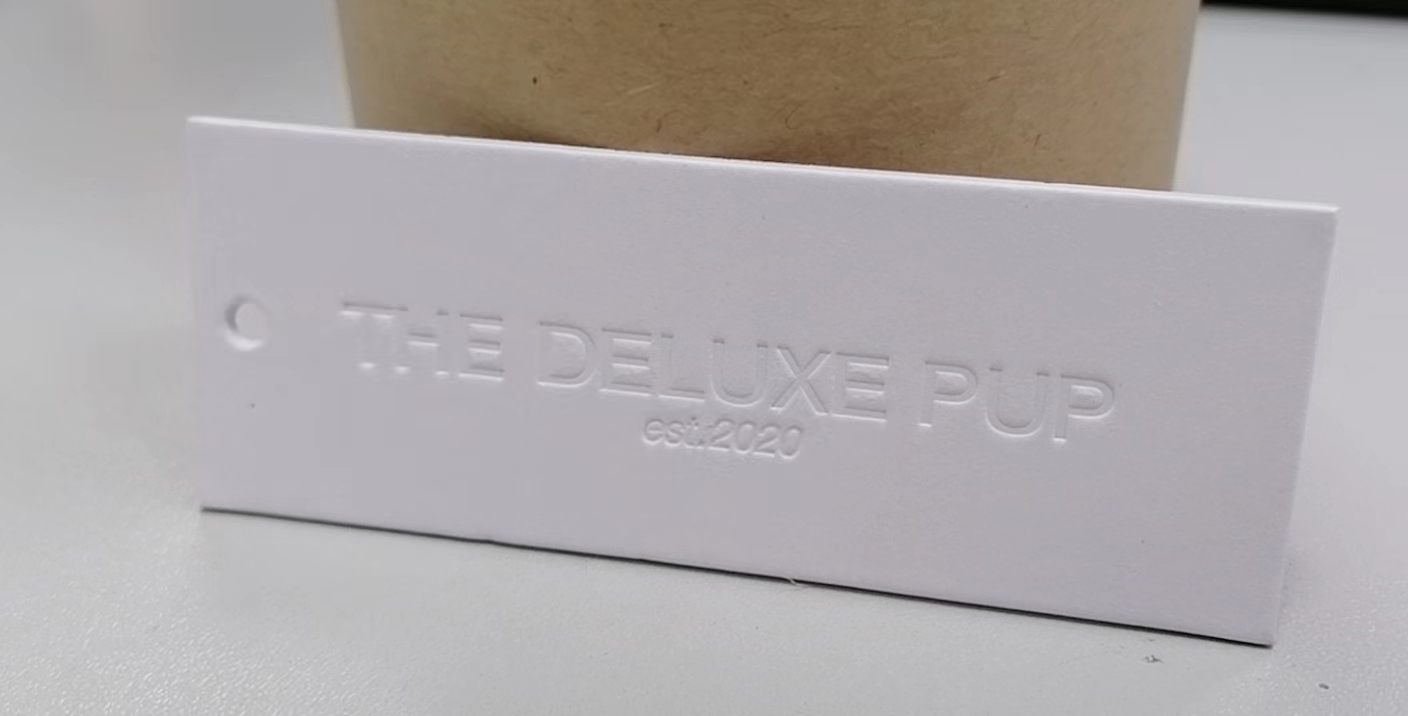 THE DELUXE PUP
est.2020